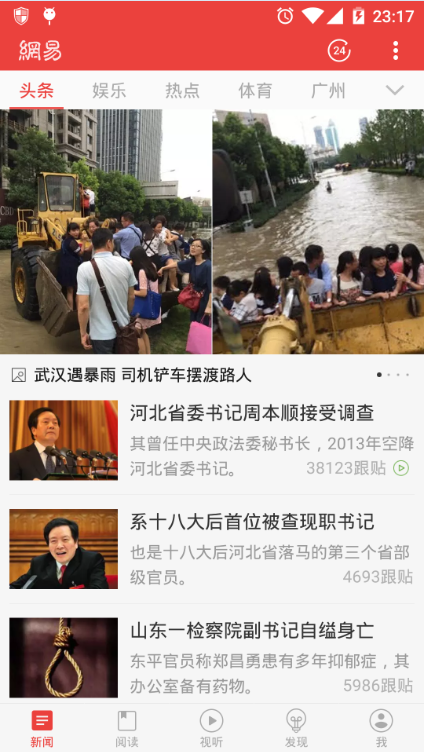 23:17
網易
24
头条 娱乐 热点 体育 广州
武汉遇暴雨 司机铲车摆渡路人
河北省委书记周本顺接受调查
其曾任中央政法委秘书长，2013年空降
河北省委书记。 38123跟贴
系十八大后首位被查现职书记
也是十八大后河北省落马的第三个省部
级官员。 4693跟贴
山东一检察院副书记自缢身亡
东平官员称郑昌勇患有多年抑郁症，其
办公室备有药物。 5986跟贴
新闻 阅读 视听 发现 我